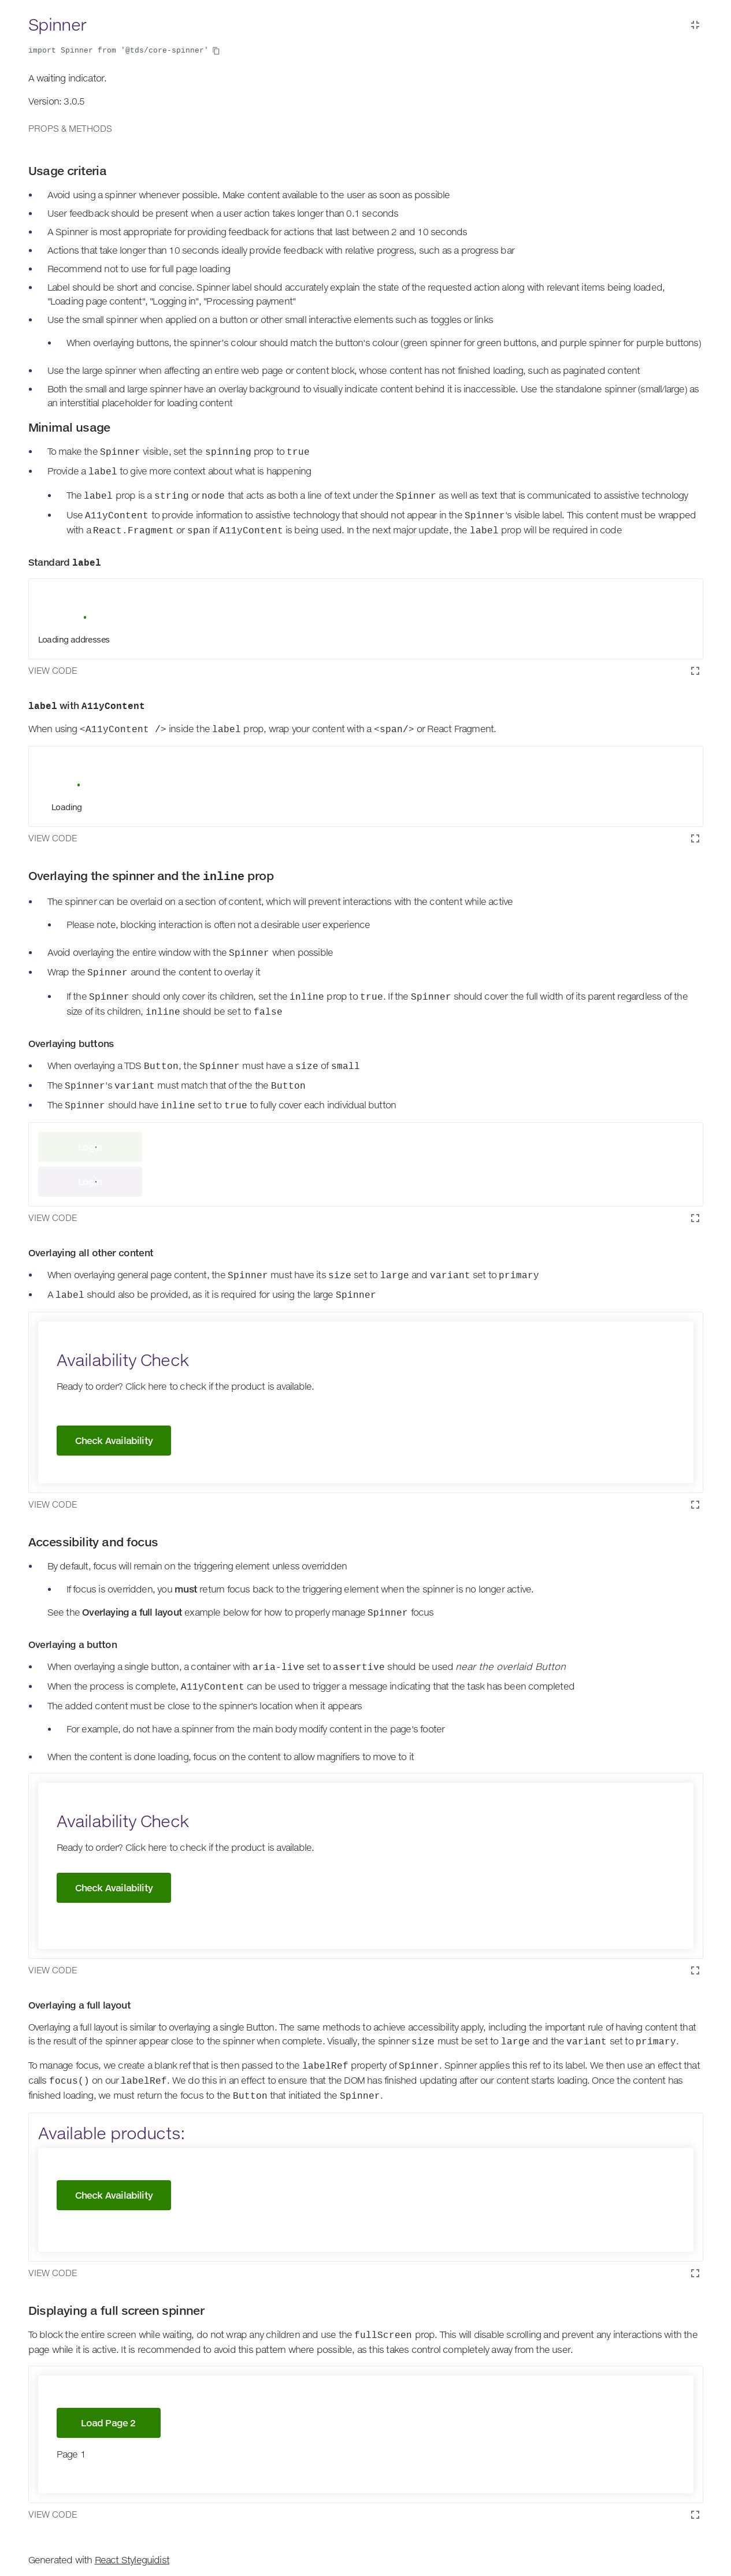 Spinner
import Spinner from '@tds/core-spinner'
A waiting indicator.
Version: 3.0.5
PROPS & METHODS
Usage criteria
Avoid using a spinner whenever possible. Make content available to the user as soon as possible
User feedback should be present when a user action takes longer than 0.1 seconds
A Spinner is most appropriate for providing feedback for actions that last between 2 and 10 seconds
Actions that take longer than 10 seconds ideally provide feedback with relative progress, such as a progress bar
Recommend not to use for full page loading
Label should be short and concise. Spinner label should accurately explain the state of the requested action along with relevant items being loaded,
"Loading page content", "Logging in", "Processing payment"
Use the small spinner when applied on a button or other small interactive elements such as toggles or links
When overlaying buttons, the spinner's colour should match the button's colour (green spinner for green buttons, and purple spinner for purple buttons)
Use the large spinner when affecting an entire web page or content block, whose content has not finished loading, such as paginated content
Both the small and large spinner have an overlay background to visually indicate content behind it is inaccessible. Use the standalone spinner (small/large) as
an interstitial placeholder for loading content
Minimal usage
To make the Spinner visible, set the spinning prop to true
Provide a label to give more context about what is happening
The label prop is a string or node that acts as both a line of text under the Spinner as well as text that is communicated to assistive technology
Use A11yContent to provide information to assistive technology that should not appear in the Spinner's visible label. This content must be wrapped
with a React.Fragment or span if A11yContent is being used. In the next major update, the label prop will be required in code
Standard label
Loading addresses
VIEW CODE
label with A11yContent
When using <A11yContent /> inside the label prop, wrap your content with a <span/> or React Fragment.
Loading
VIEW CODE
Overlaying the spinner and the inline prop
The spinner can be overlaid on a section of content, which will prevent interactions with the content while active
Please note, blocking interaction is often not a desirable user experience
Avoid overlaying the entire window with the Spinner when possible
Wrap the Spinner around the content to overlay it
If the Spinner should only cover its children, set the inline prop to true. If the Spinner should cover the full width of its parent regardless of the
size of its children, inline should be set to false
Overlaying buttons
When overlaying a TDS Button, the Spinner must have a size of small
The Spinner's variant must match that of the the Button
The Spinner should have inline set to true to fully cover each individual button
VIEW CODE
Overlaying all other content
When overlaying general page content, the Spinner must have its size set to large and variant set to primary
A label should also be provided, as it is required for using the large Spinner
Availability Check
Ready to order? Click here to check if the product is available.
Check Availability
VIEW CODE
Accessibility and focus
By default, focus will remain on the triggering element unless overridden
If focus is overridden, you must return focus back to the triggering element when the spinner is no longer active.
See the Overlaying a full layout example below for how to properly manage Spinner focus
Overlaying a button
When overlaying a single button, a container with aria-live set to assertive should be used near the overlaid Button
When the process is complete, A11yContent can be used to trigger a message indicating that the task has been completed
The added content must be close to the spinner's location when it appears
For example, do not have a spinner from the main body modify content in the page's footer
When the content is done loading, focus on the content to allow magnifiers to move to it
Availability Check
Ready to order? Click here to check if the product is available.
Check Availability
VIEW CODE
Overlaying a full layout
Overlaying a full layout is similar to overlaying a single Button. The same methods to achieve accessibility apply, including the important rule of having content that
is the result of the spinner appear close to the spinner when complete. Visually, the spinner size must be set to large and the variant set to primary.
To manage focus, we create a blank ref that is then passed to the labelRef property of Spinner. Spinner applies this ref to its label. We then use an effect that
calls focus() on our labelRef. We do this in an effect to ensure that the DOM has finished updating after our content starts loading. Once the content has
finished loading, we must return the focus to the Button that initiated the Spinner.
Available products:
Check Availability
VIEW CODE
Displaying a full screen spinner
To block the entire screen while waiting, do not wrap any children and use the fullScreen prop. This will disable scrolling and prevent any interactions with the
page while it is active. It is recommended to avoid this pattern where possible, as this takes control completely away from the user.
Load Page 2
Page 1
VIEW CODE
Generated with React Styleguidist